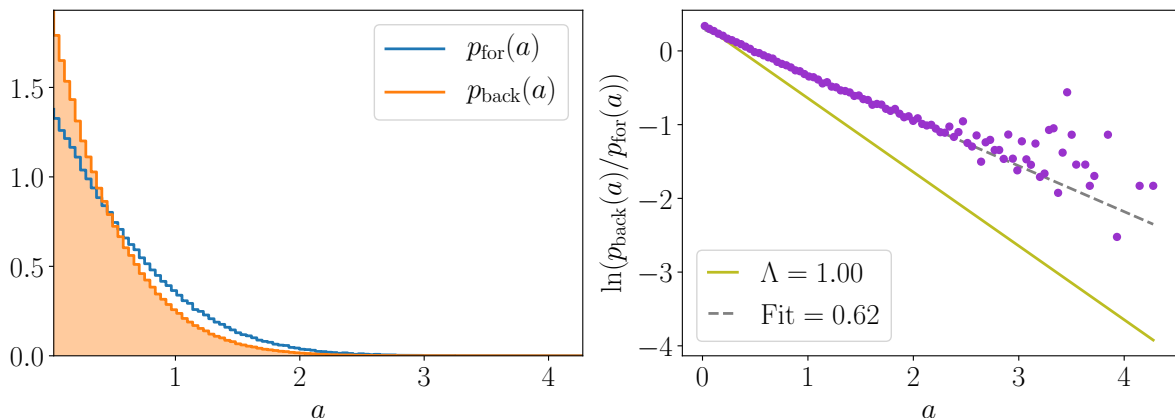 p_for(a)
p_back(a)
1.5
1.0
0.5
0.0
1 2 3 4
a
ln(p_back(a)/p_for(a))
0
−1
−2
−3
−4
Λ = 1.00
Fit = 0.62
0 1 2 3 4
a